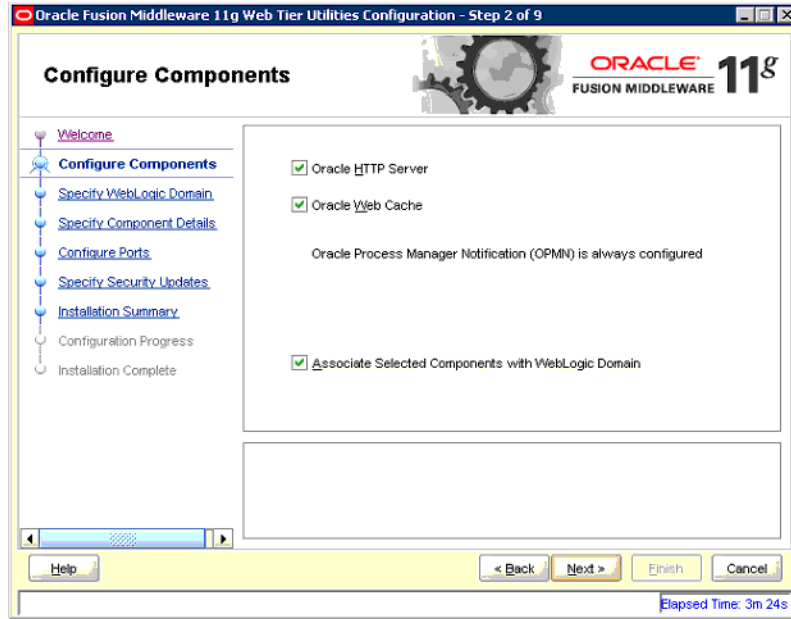 Oracle Fusion Middleware 11g Web Tier Utilities Configuration - Step 2 of 9
Configure Components
ORACLE
FUSION MIDDLEWARE
11g
Welcome
Configure Components
Specify WebLogic Domain
Specify Component Details
Configure Ports
Specify Security Updates
Installation Summary
Configuration Progress
Installation Complete
Oracle HTTP Server
Oracle Web Cache
Oracle Process Manager Notification (OPMN) is always configured
Associate Selected Components with WebLogic Domain
Help
< Back
Next >
Finish
Cancel
Elapsed Time: 3m 24s